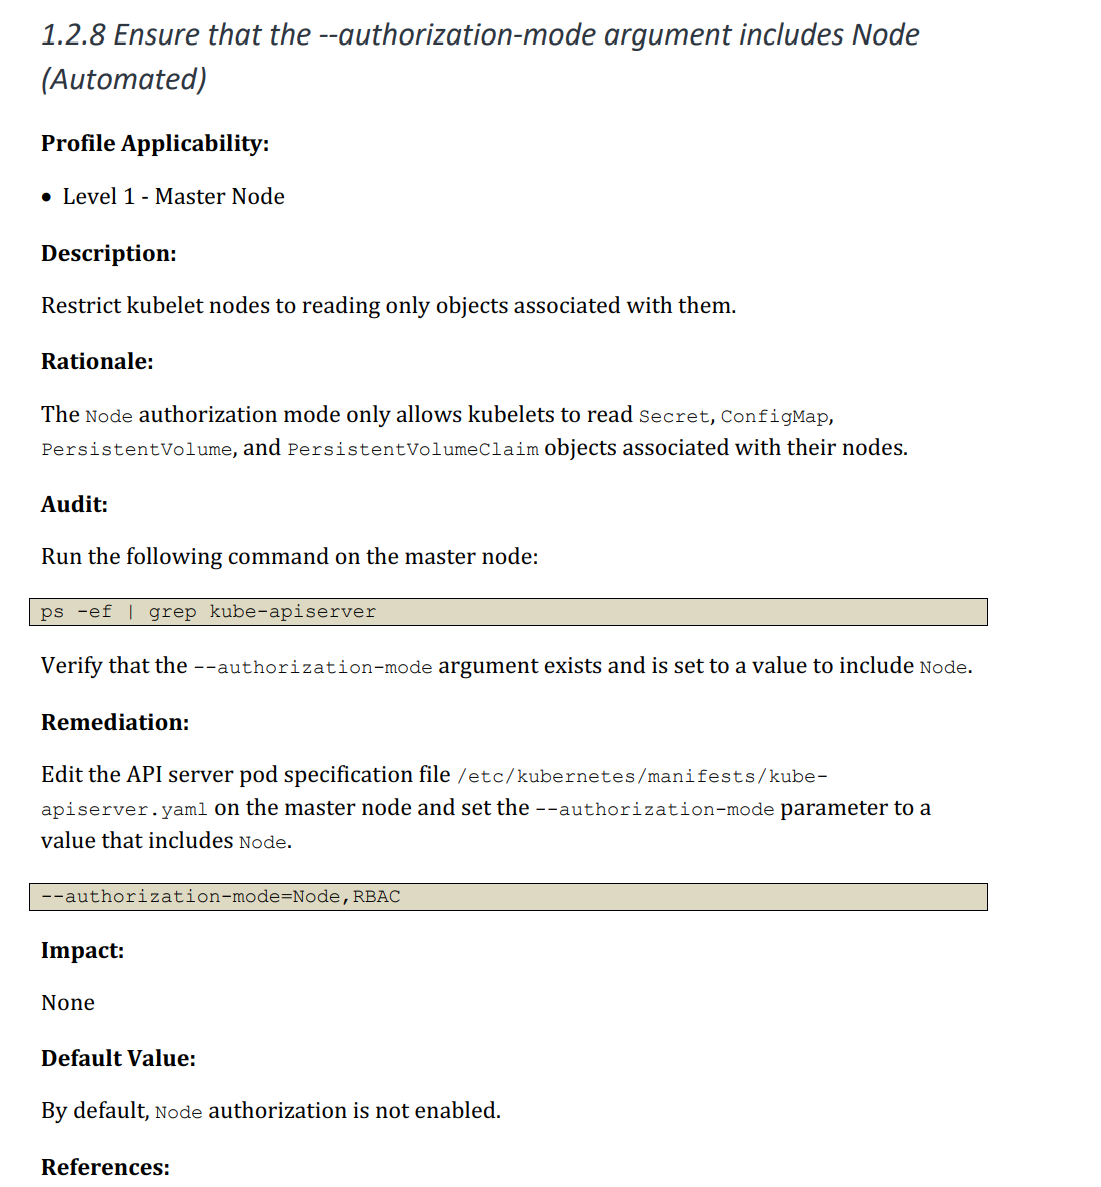 1.2.8 Ensure that the --authorization-mode argument includes Node
(Automated)
Profile Applicability:
• Level 1 - Master Node
Description:
Restrict kubelet nodes to reading only objects associated with them.
Rationale:
The Node authorization mode only allows kubelets to read Secret, ConfigMap,
PersistentVolume, and PersistentVolumeClaim objects associated with their nodes.
Audit:
Run the following command on the master node:
ps -ef | grep kube-apiserver
Verify that the --authorization-mode argument exists and is set to a value to include Node.
Remediation:
Edit the API server pod specification file /etc/kubernetes/manifests/kube-
apiserver.yaml on the master node and set the --authorization-mode parameter to a
value that includes Node.
--authorization-mode=Node,RBAC
Impact:
None
Default Value:
By default, Node authorization is not enabled.
References: